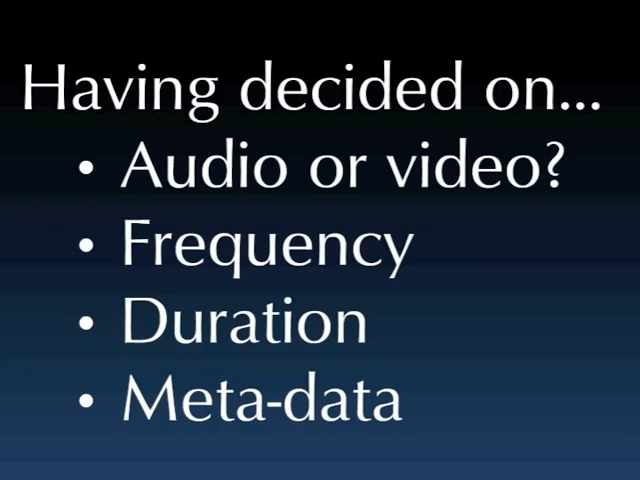 Having decided on...
• Audio or video?
• Frequency
• Duration
• Meta-data